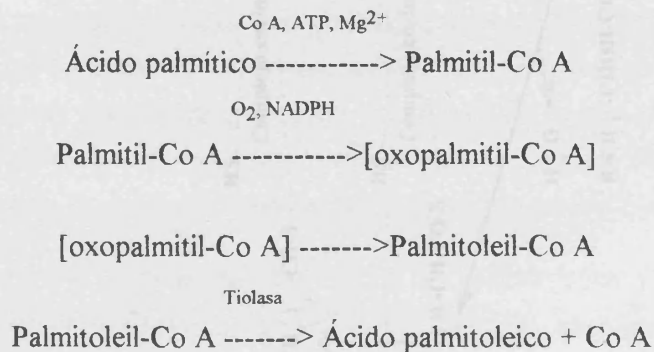 Co A, ATP, Mg2+
Ácido palmítico -----------> Palmitil-Co A
O2, NADPH
Palmitil-Co A ----------->[oxopalmitil-Co A]
[oxopalmitil-Co A] ------->Palmitoleil-Co A
Tiolasa
Palmitoleil-Co A -------> Ácido palmitoleico + Co A